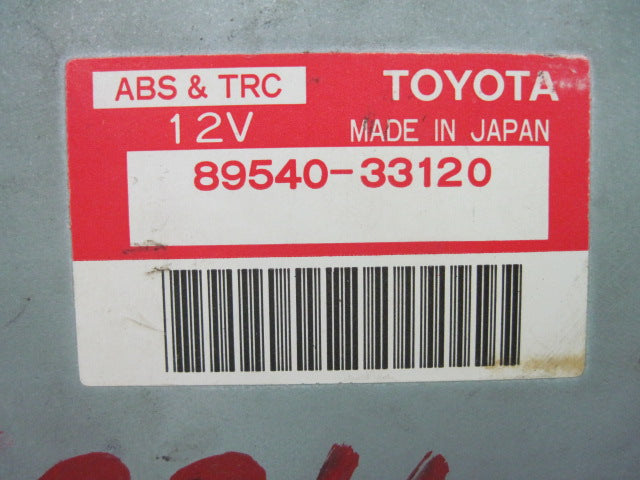 ABS & TRC TOYOTA
12V MADE IN JAPAN
89540-33120